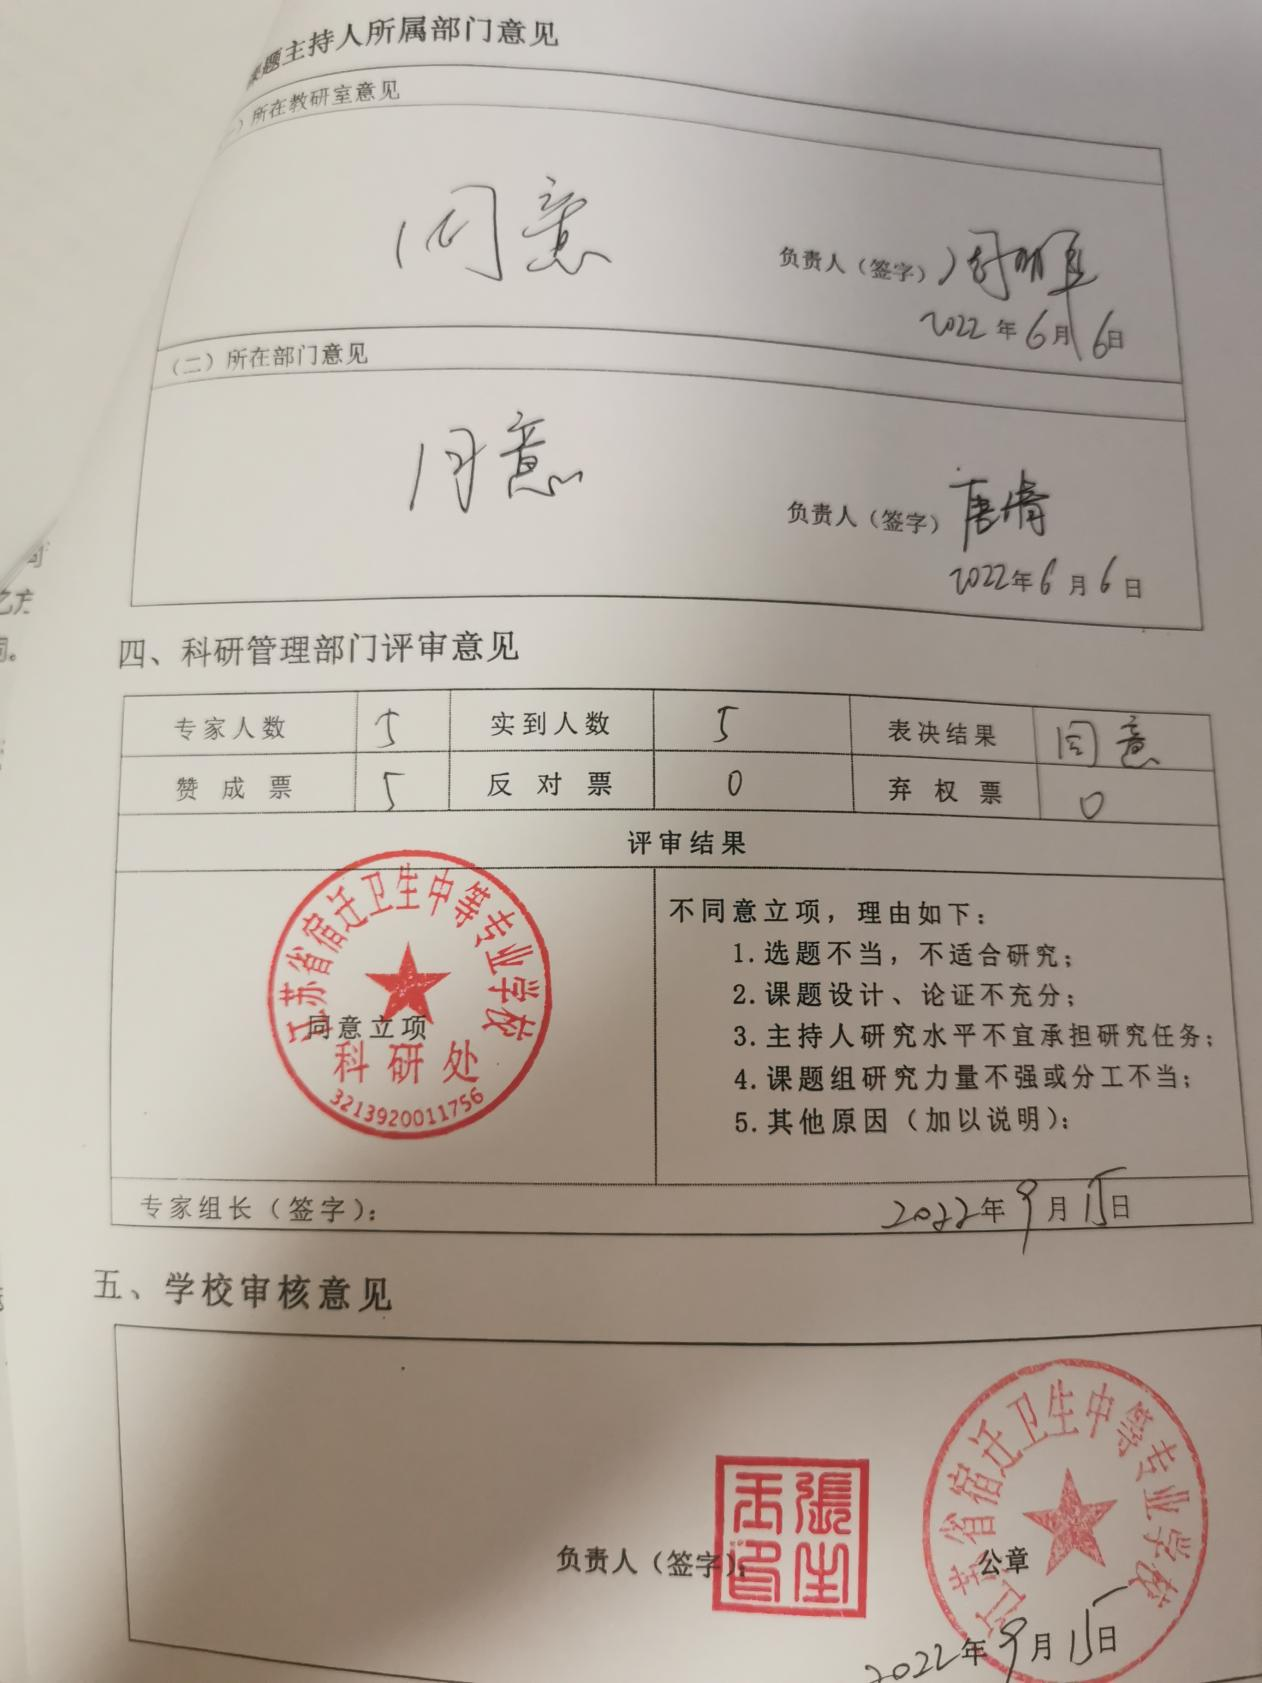 课题主持人所属部门意见
（一）所在教研室意见
同意
负责人（签字）
2022年6月6日
（二）所在部门意见
同意
负责人（签字）唐倩
2022年6月6日
四、科研管理部门评审意见
专家人数 5 实到人数 5 表决结果 同意
赞成票 5 反对票 0 弃权票 0
评审结果
江苏省宿迁卫生中等专业学校
同意立项
科研处
3213920011756
不同意立项，理由如下：
1.选题不当，不适合研究；
2.课题设计、论证不充分；
3.主持人研究水平不宜承担研究任务；
4.课题组研究力量不强或分工不当；
5.其他原因（加以说明）：
专家组长（签字）： 2022年9月15日
五、学校审核意见
江苏省宿迁卫生中等专业学校
负责人（签字）： 公章
2022年9月15日